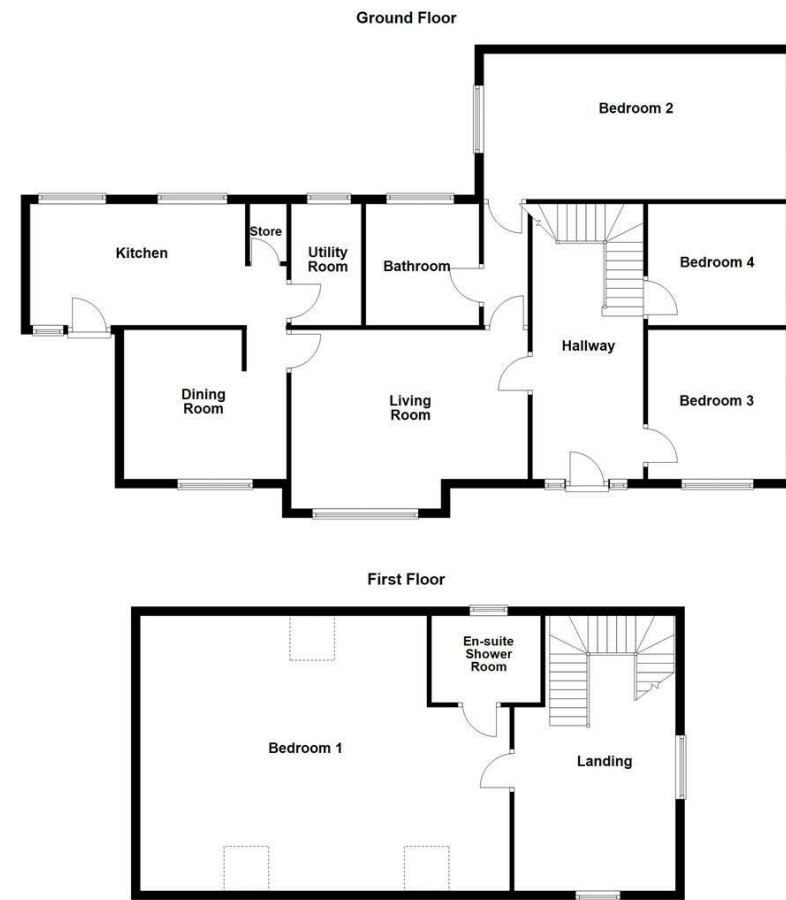 Ground Floor
Bedroom 2
Store
Kitchen
Utility
Room
Bathroom
Bedroom 4
Hallway
Dining
Room
Living
Room
Bedroom 3
First Floor
En-suite
Shower
Room
Bedroom 1
Landing